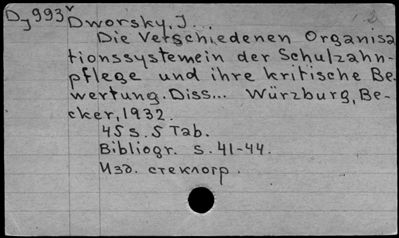 Dj993v
Dworsky, J...
Die Verschiedenen Organisa
tionssystemein der Schulzahn-
pflege und ihre kritische Be-
wertung. Diss... Würzburg, Be-
cker, 1932.
45 s. 5 Tab.
Bibliogr. s. 41-44.
Изд. стеклогр.